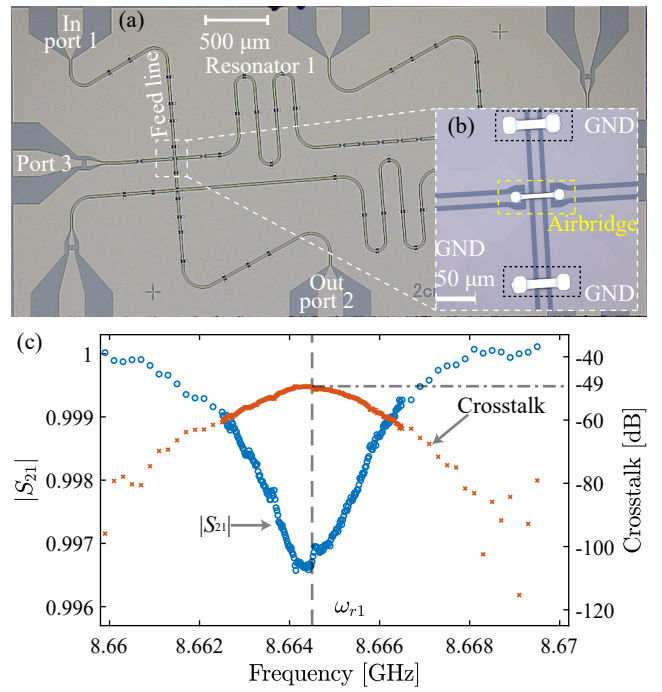 (a)
In
port 1
500 μm
Resonator 1
Feed line
Port 3
Out
port 2
(b)
GND
Airbridge
GND
50 μm
GND
(c)
1
0.999
0.998
0.997
0.996
|S21|
-40
-49
-60
-80
-100
-120
Crosstalk [dB]
Crosstalk
|S21|
ωr1
8.66
8.662
8.664
8.666
8.668
8.67
Frequency [GHz]